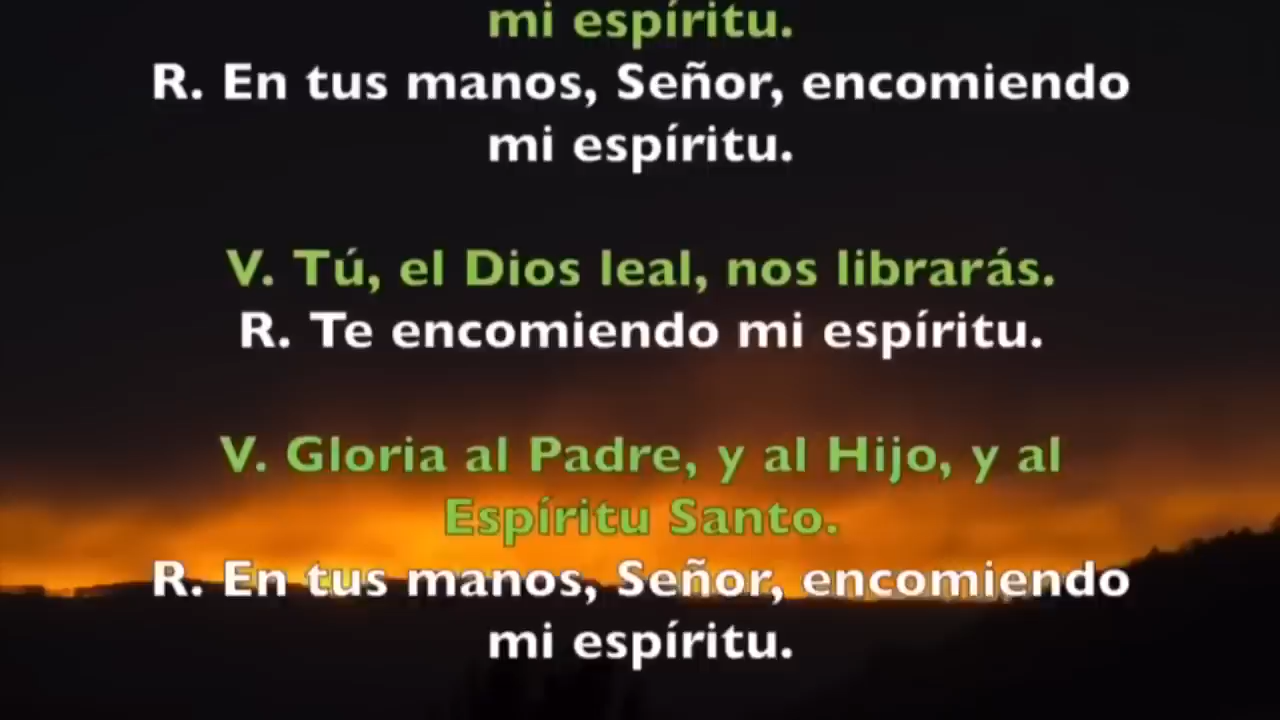 mi espíritu.
R. En tus manos, Señor, encomiendo
mi espíritu.
V. Tú, el Dios leal, nos librarás.
R. Te encomiendo mi espíritu.
V. Gloria al Padre, y al Hijo, y al
Espíritu Santo.
R. En tus manos, Señor, encomiendo
mi espíritu.